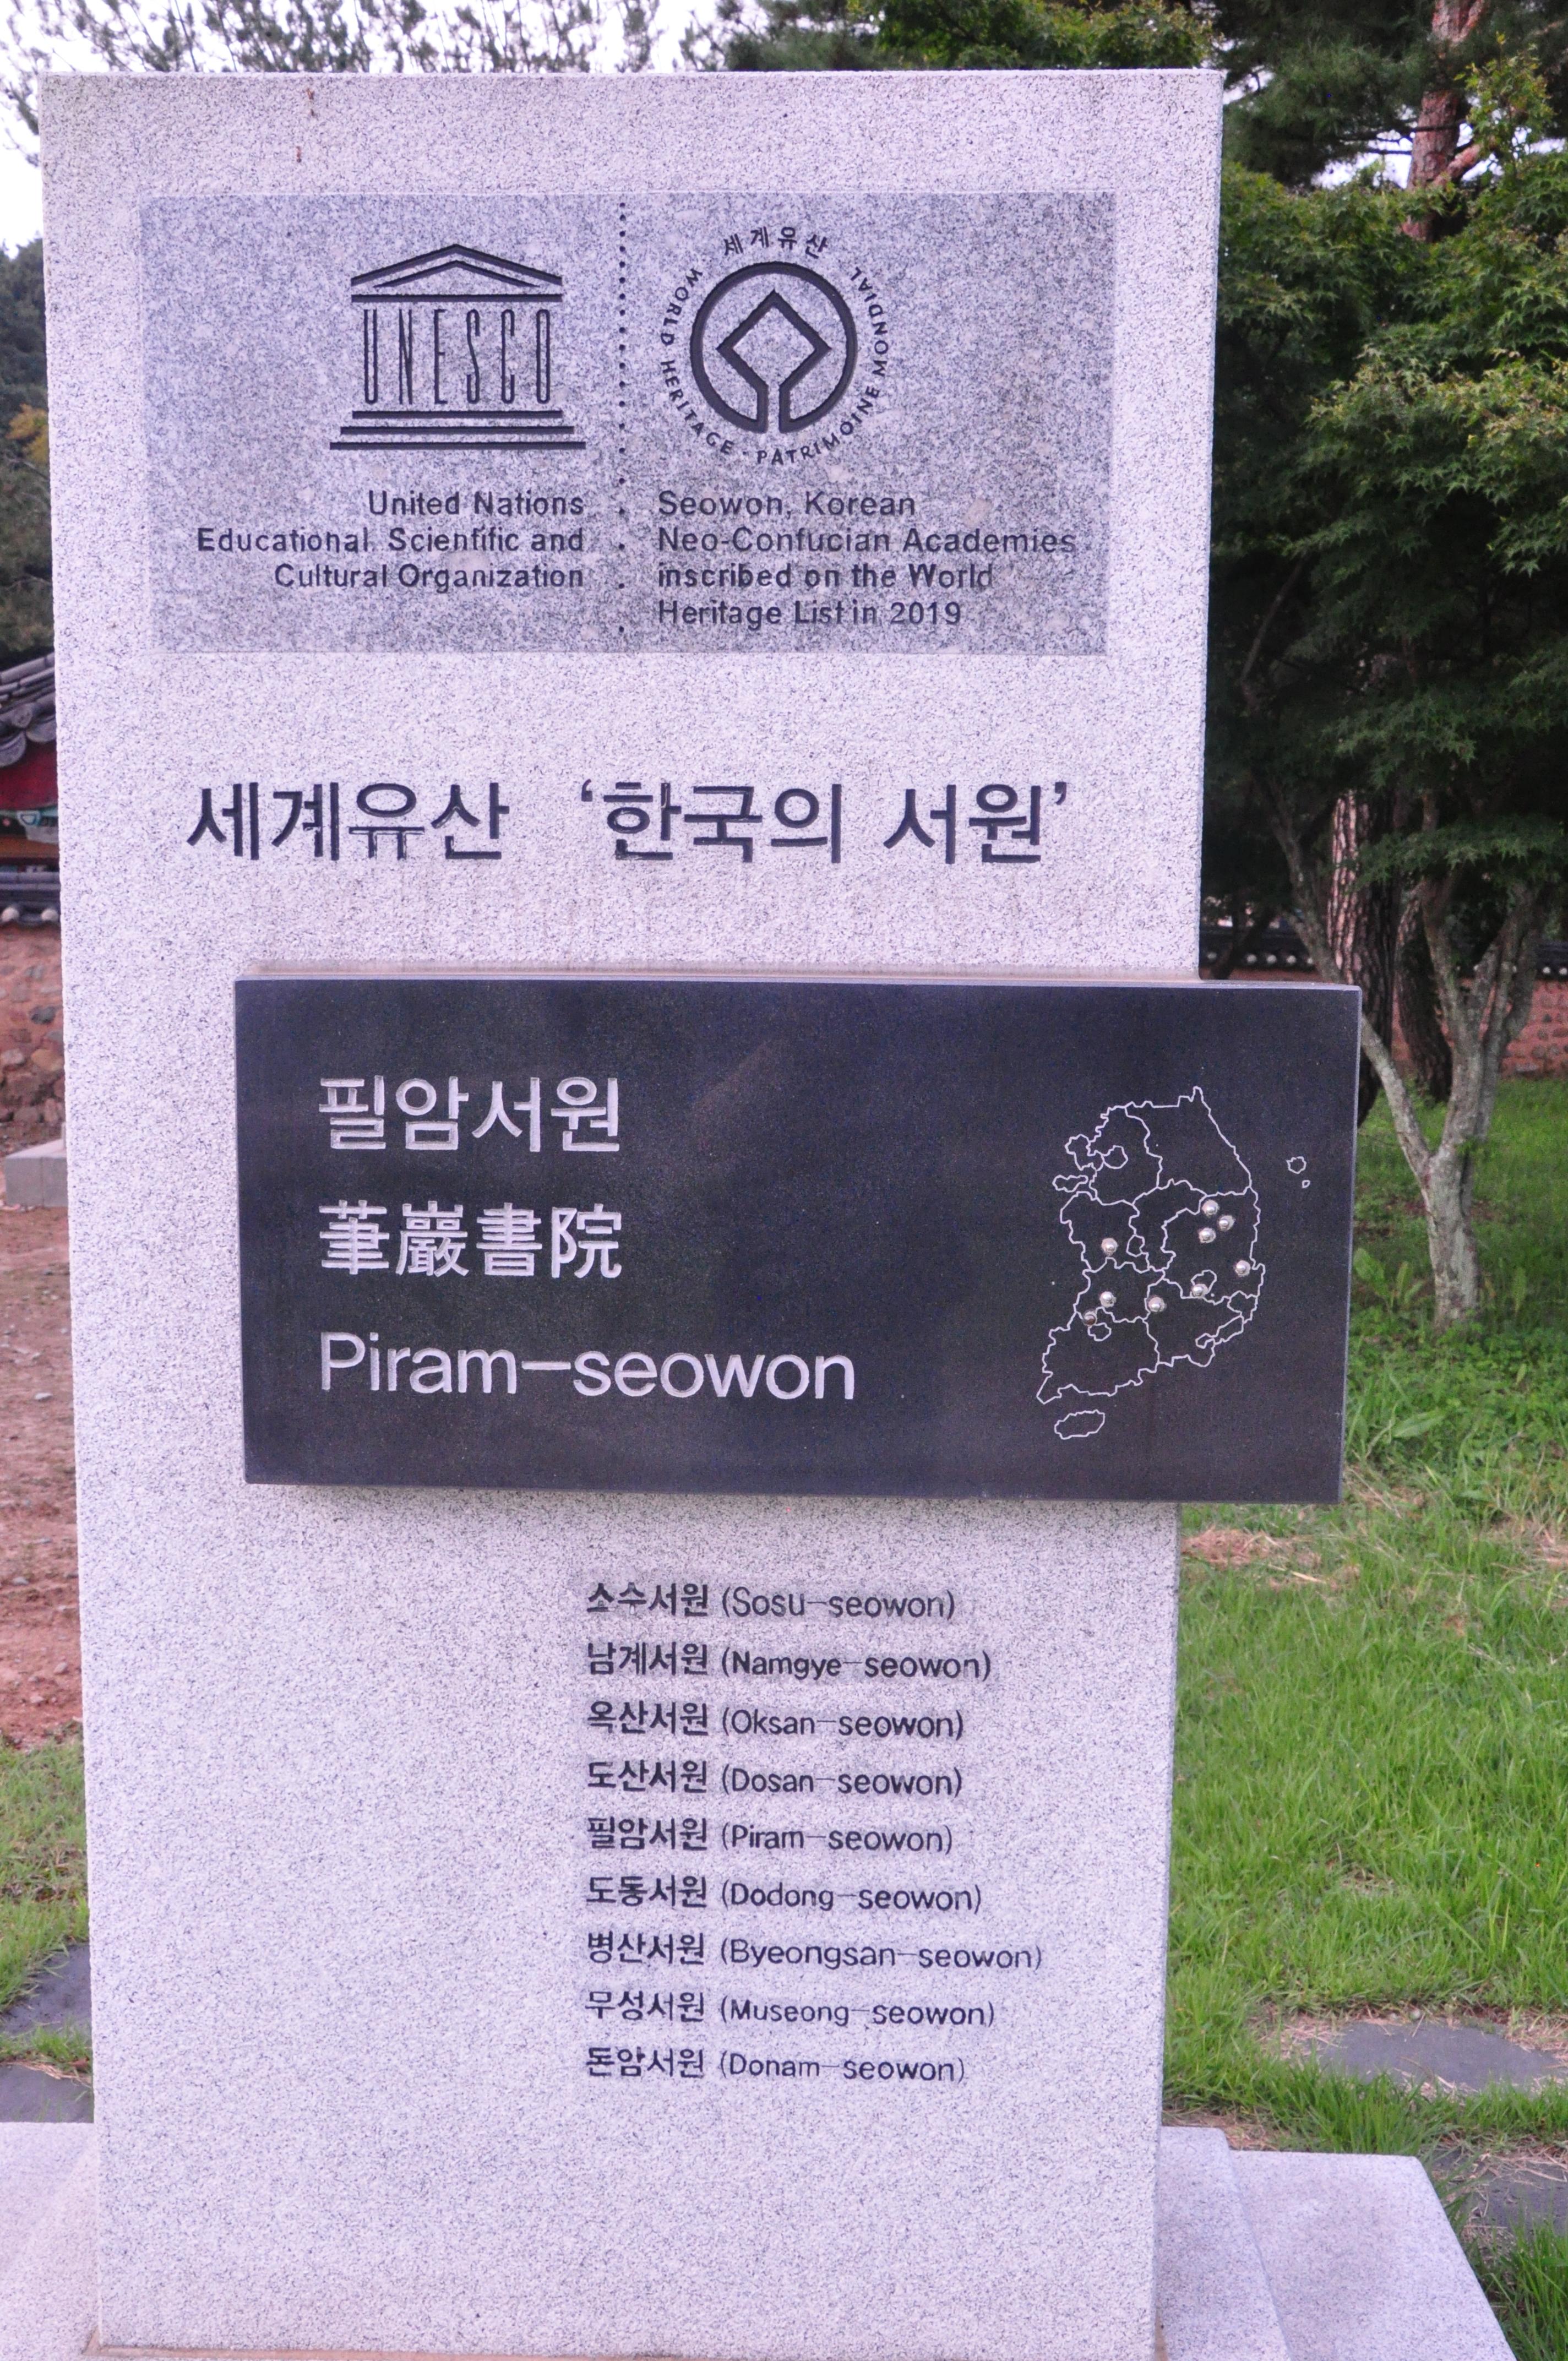 UNESCO
United Nations
Educational Scientific and
Cultural Organization
세계유산
WORLD HERITAGE · PATRIMOINE MONDIAL
Seowon, Korean
Neo-Confucian Academies
inscribed on the World
Heritage List in 2019
세계유산 ‘한국의 서원’
필암서원
筆巖書院
Piram-seowon
소수서원 (Sosu-seowon)
남계서원 (Namgye-seowon)
옥산서원 (Oksan-seowon)
도산서원 (Dosan-seowon)
필암서원 (Piram-seowon)
도동서원 (Dodong-seowon)
병산서원 (Byeongsan-seowon)
무성서원 (Museong-seowon)
돈암서원 (Donam-seowon)